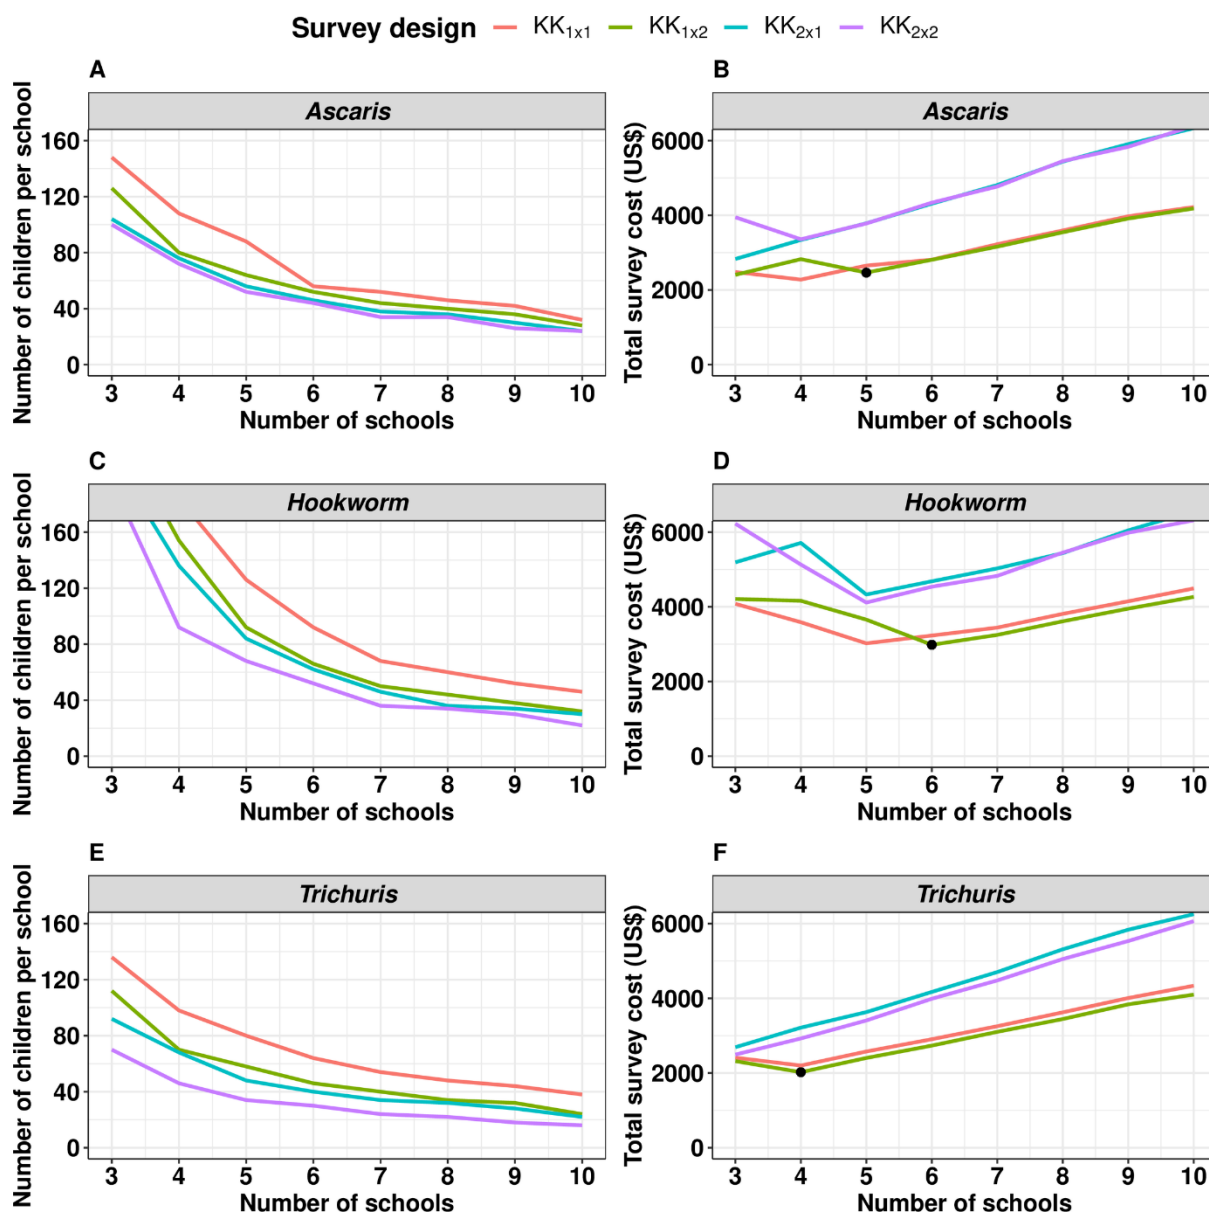 Survey design KK1x1 KK1x2 KK2x1 KK2x2
A
Ascaris
Number of children per school
160
120
80
40
0
3 4 5 6 7 8 9 10
Number of schools
B
Ascaris
Total survey cost (US$)
6000
4000
2000
0
3 4 5 6 7 8 9 10
Number of schools
C
Hookworm
Number of children per school
160
120
80
40
0
3 4 5 6 7 8 9 10
Number of schools
D
Hookworm
Total survey cost (US$)
6000
4000
2000
0
3 4 5 6 7 8 9 10
Number of schools
E
Trichuris
Number of children per school
160
120
80
40
0
3 4 5 6 7 8 9 10
Number of schools
F
Trichuris
Total survey cost (US$)
6000
4000
2000
0
3 4 5 6 7 8 9 10
Number of schools